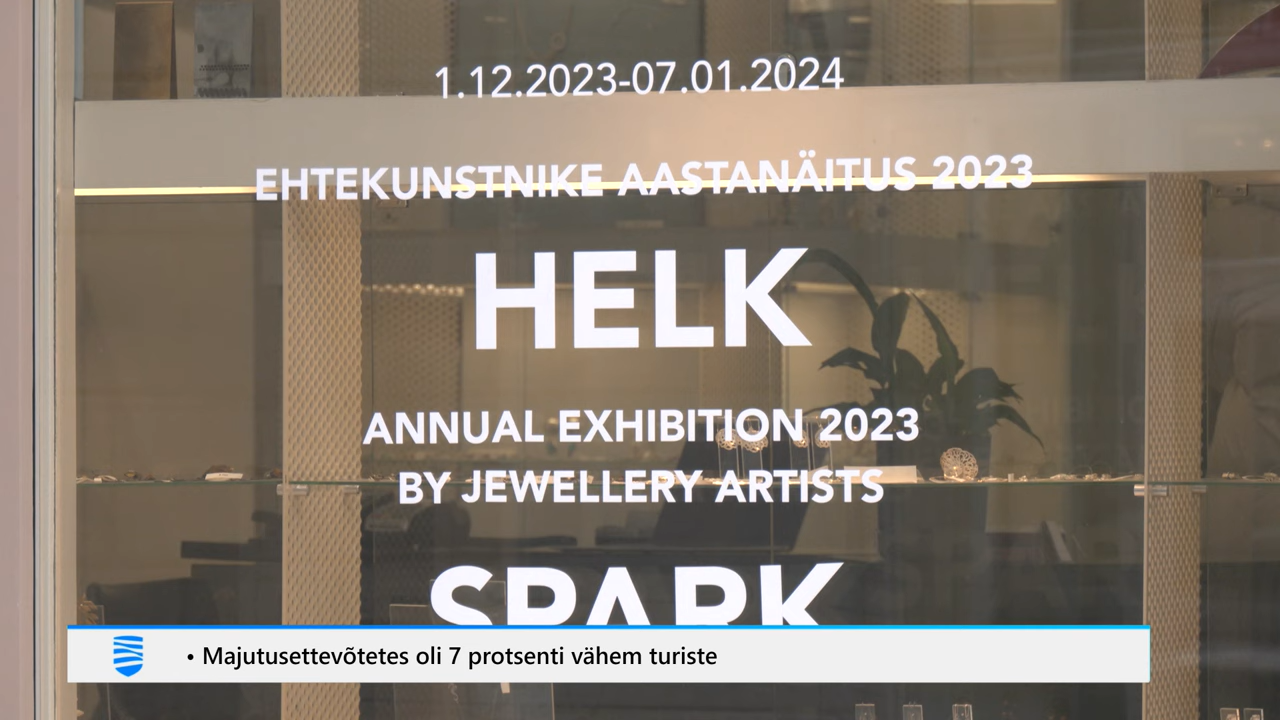 1.12.2023-07.01.2024
EHTEKUNSTNIKE AASTANÄITUS 2023
HELK
ANNUAL EXHIBITION 2023
BY JEWELLERY ARTISTS
SPARK
• Majutusettevõtetes oli 7 protsenti vähem turiste